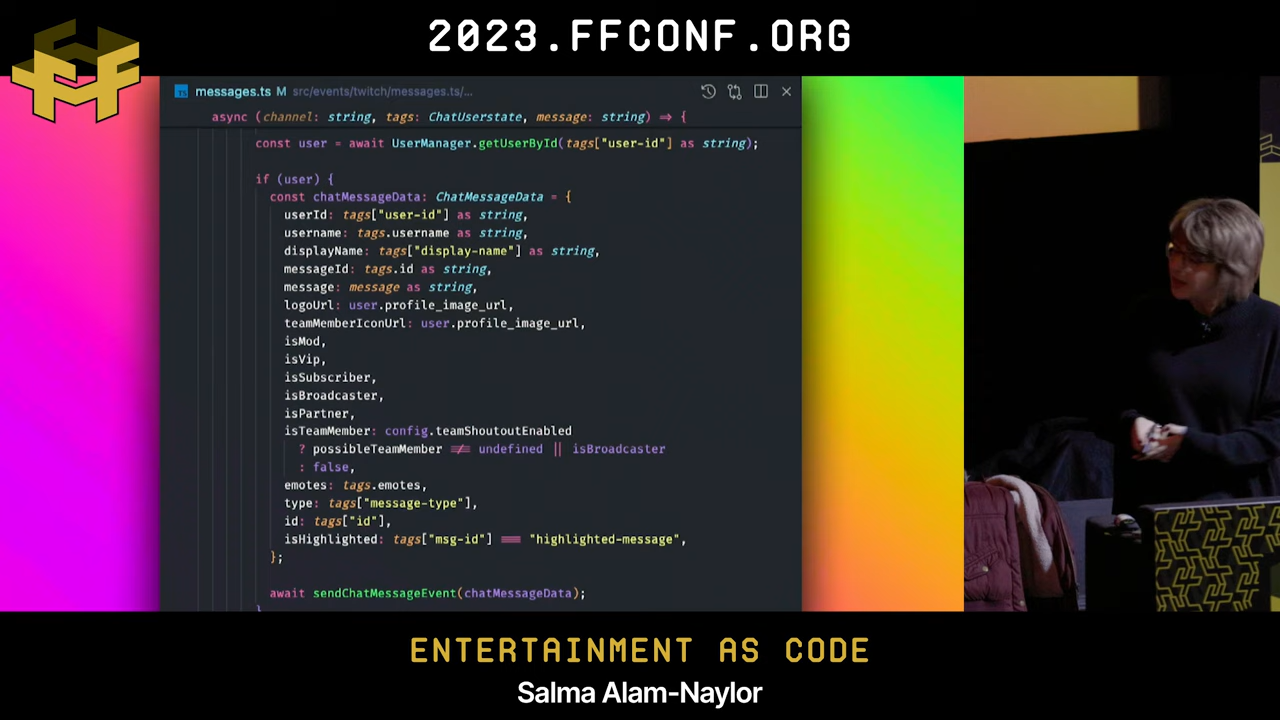 2023.FFCONF.ORG
messages.ts M src/events/twitch/messages.ts/...
async (channel: string, tags: ChatUserstate, message: string) ⇒ {
const user = await UserManager.getUserById(tags["user-id"] as string);
if (user) {
const chatMessageData: ChatMessageData = {
userId: tags["user-id"] as string,
username: tags.username as string,
displayName: tags["display-name"] as string,
messageId: tags.id as string,
message: message as string,
logoUrl: user.profile_image_url,
teamMemberIconUrl: user.profile_image_url,
isMod,
isVip,
isSubscriber,
isBroadcaster,
isPartner,
isTeamMember: config.teamShoutoutEnabled
? possibleTeamMember !== undefined || isBroadcaster
: false,
emotes: tags.emotes,
type: tags["message-type"],
id: tags["id"],
isHighlighted: tags["msg-id"] === "highlighted-message",
};
await sendChatMessageEvent(chatMessageData);
}
ENTERTAINMENT AS CODE
Salma Alam-Naylor